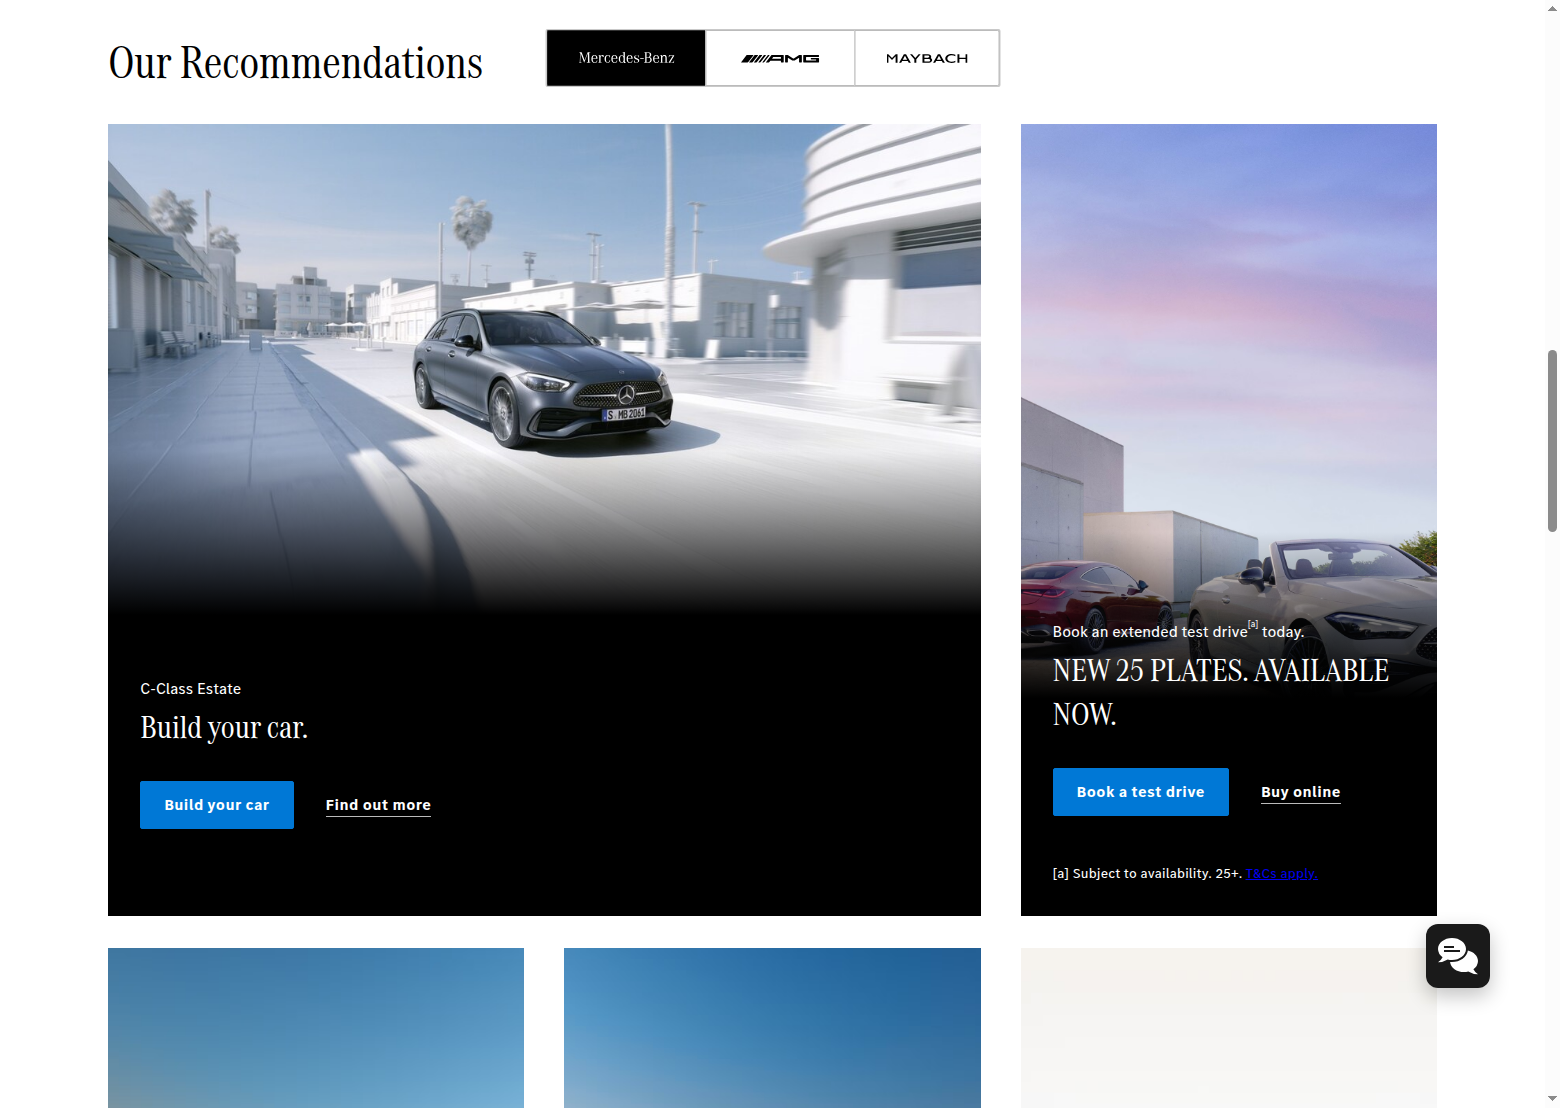 Our Recommendations
Mercedes-Benz
AMG
MAYBACH
S MB 2061
C-Class Estate
Build your car.
Build your car
Find out more
Book an extended test drive[a] today.
NEW 25 PLATES. AVAILABLE
NOW.
Book a test drive
Buy online
[a] Subject to availability. 25+. T&Cs apply.